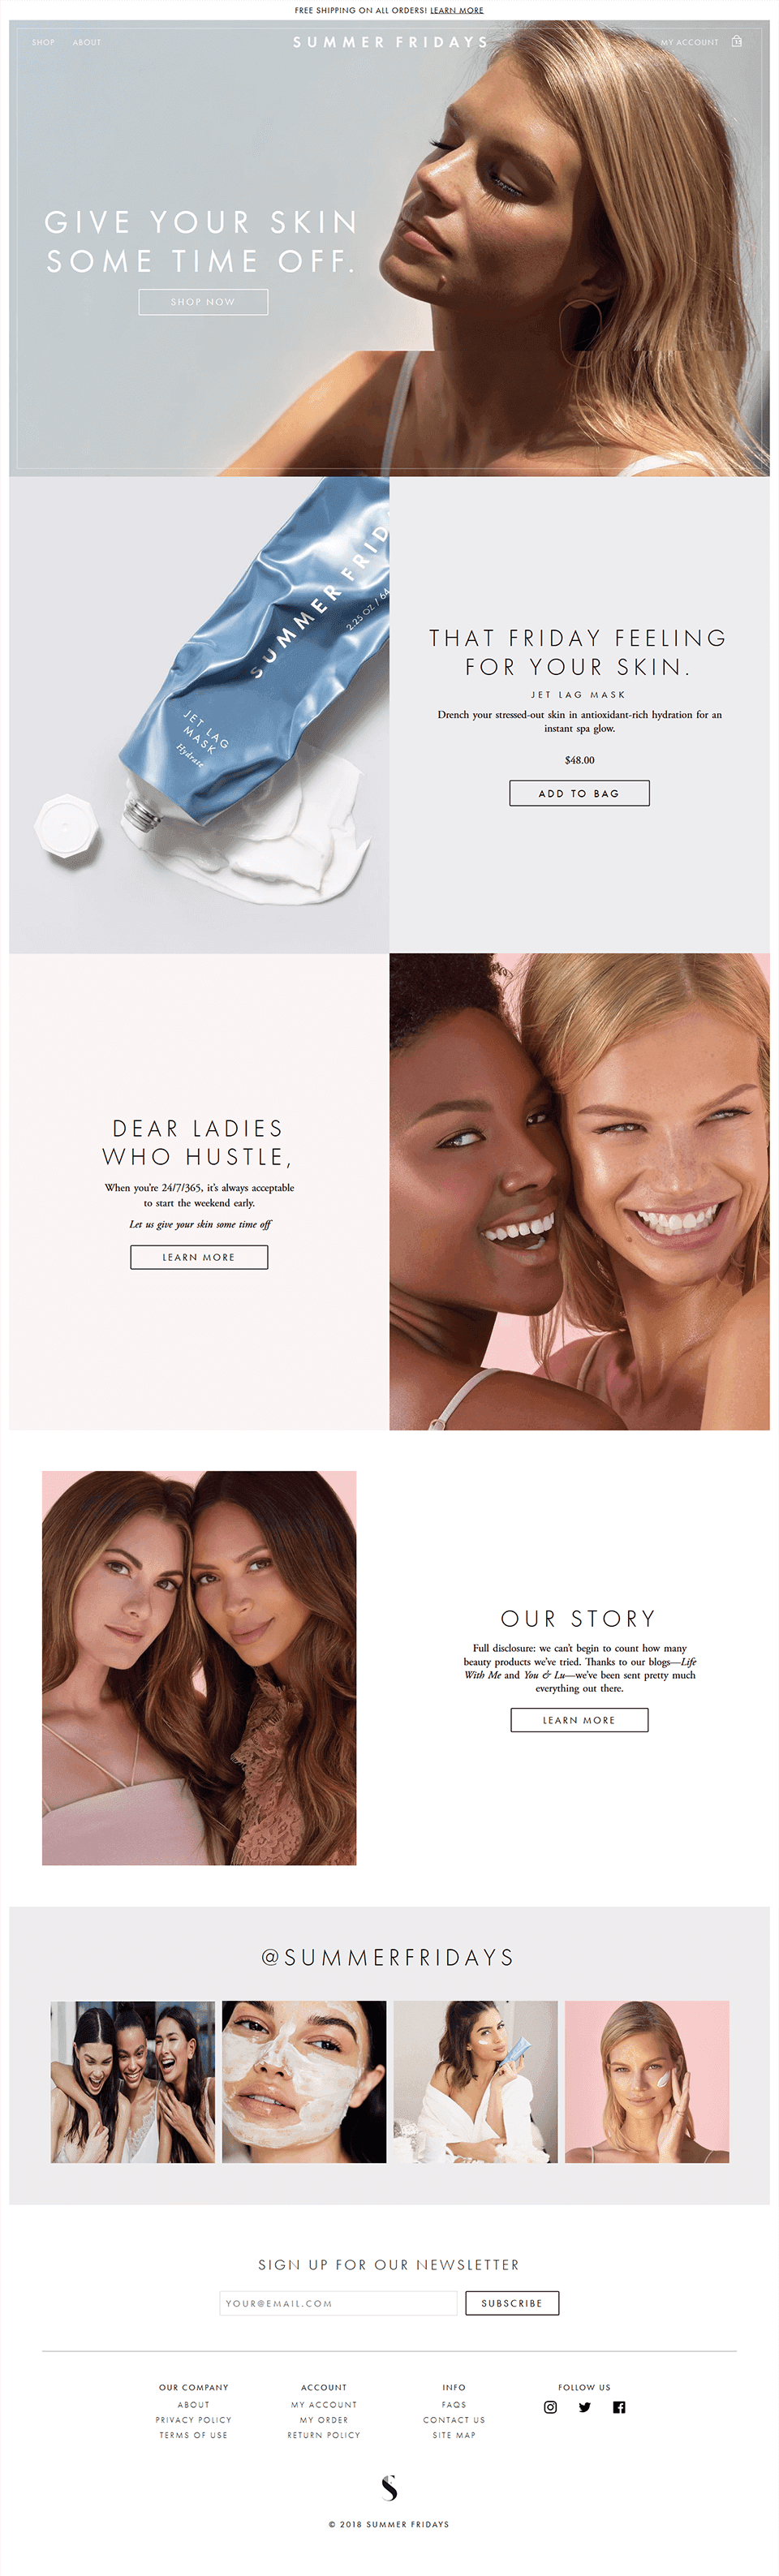 FREE SHIPPING ON ALL ORDERS! LEARN MORE
SHOP ABOUT SUMMER FRIDAYS MY ACCOUNT
GIVE YOUR SKIN
SOME TIME OFF.
SHOP NOW
SUMMER FRID
2.25 OZ / 64
JET LAG
MASK
Hydrate
THAT FRIDAY FEELING
FOR YOUR SKIN.
JET LAG MASK
Drench your stressed-out skin in antioxidant-rich hydration for an
instant spa glow.
$48.00
ADD TO BAG
DEAR LADIES
WHO HUSTLE,
When you're 24/7/365, it's always acceptable
to start the weekend early.
Let us give your skin some time off
LEARN MORE
OUR STORY
Full disclosure: we can't begin to count how many
beauty products we've tried. Thanks to our blogs—Life
With Me and You & Lu—we've been sent pretty much
everything out there.
LEARN MORE
@SUMMERFRIDAYS
SIGN UP FOR OUR NEWSLETTER
YOUR@EMAIL.COM SUBSCRIBE
OUR COMPANY
ABOUT
PRIVACY POLICY
TERMS OF USE
ACCOUNT
MY ACCOUNT
MY ORDER
RETURN POLICY
INFO
FAQS
CONTACT US
SITE MAP
FOLLOW US
S
© 2018 SUMMER FRIDAYS